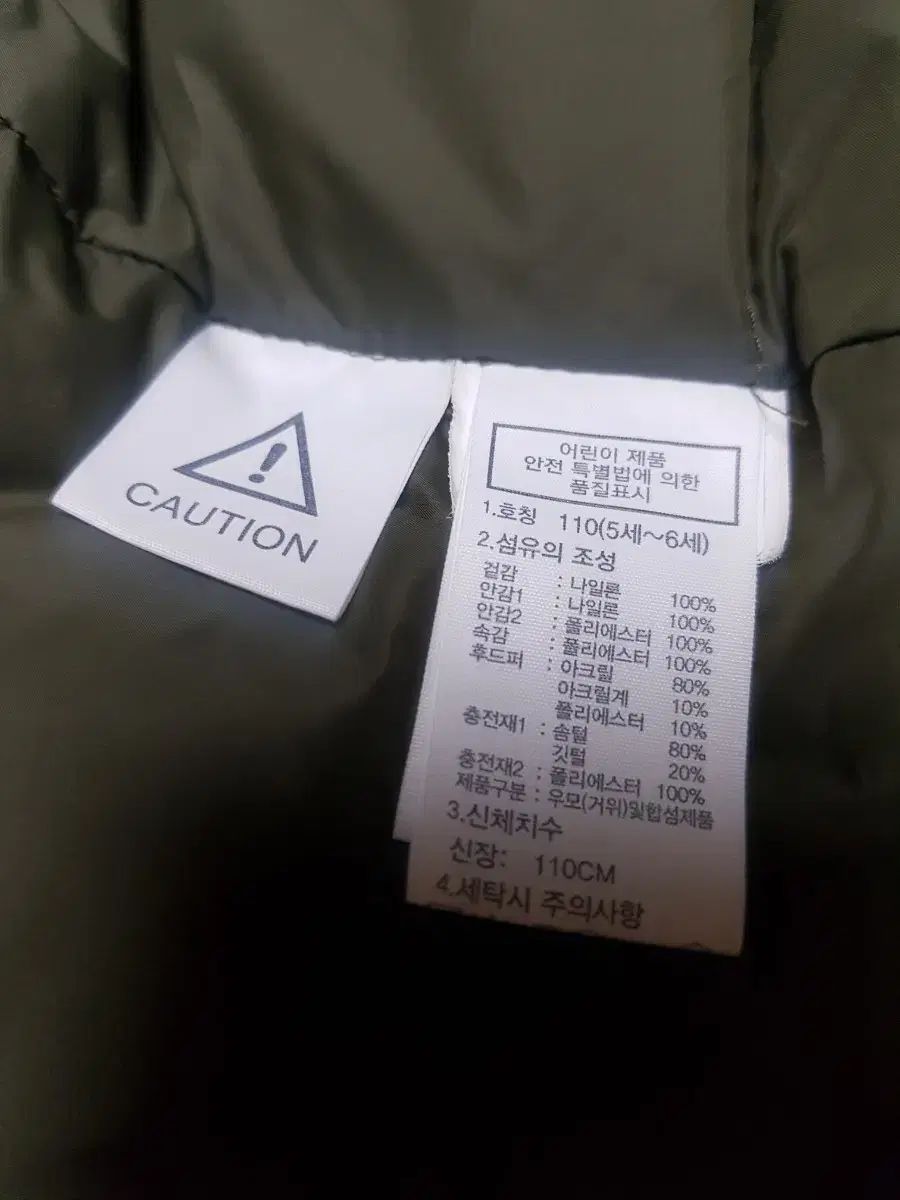 !
CAUTION
어린이 제품
안전 특별법에 의한
품질표시
1.호칭 110(5세~6세)
2.섬유의 조성
겉감 : 나일론 100%
안감1 : 나일론 100%
안감2 : 폴리에스터 100%
속감 : 폴리에스터 100%
후드퍼 : 아크릴 80%
아크릴계 10%
폴리에스터 10%
충전재1 : 솜털 80%
깃털 20%
충전재2 : 폴리에스터 100%
제품구분 : 우모(거위)및합성제품
3.신체치수
신장: 110CM
4.세탁시 주의사항